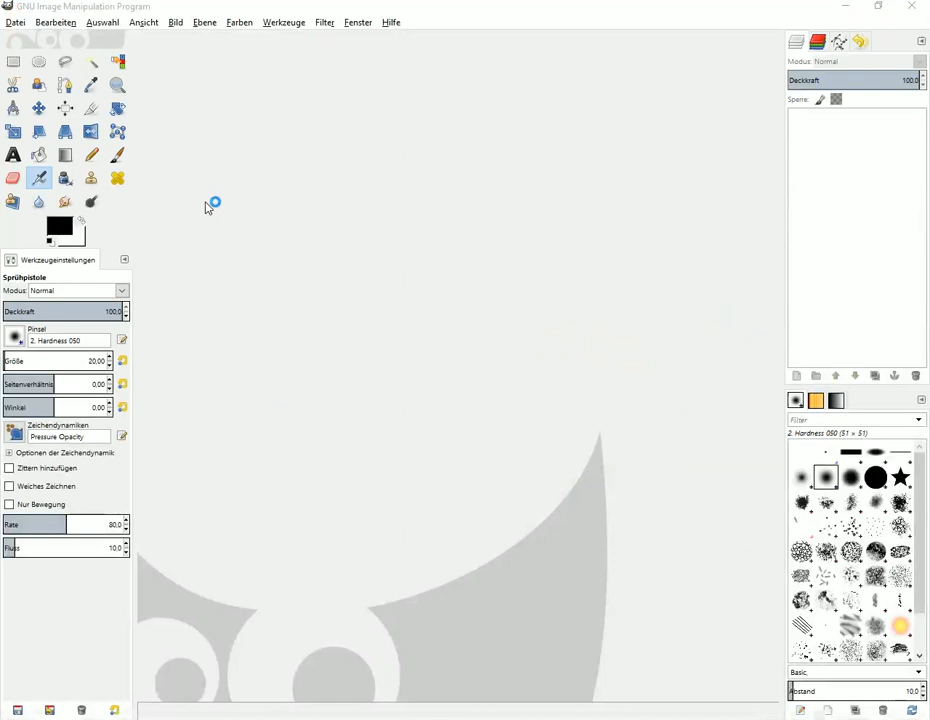 GNU Image Manipulation Program
Datei Bearbeiten Auswahl Ansicht Bild Ebene Farben Werkzeuge Filter Fenster Hilfe
Werkzeugeinstellungen
Sprühpistole
Modus: Normal
Deckkraft 100,0
Pinsel
2. Hardness 050
Größe 20,00
Seitenverhältnis 0,00
Winkel 0,00
Zeichendynamiken
Pressure Opacity
Optionen der Zeichendynamik
Zittern hinzufügen
Weiches Zeichnen
Nur Bewegung
Rate 80,0
Fluss 10,0
Modus: Normal
Deckkraft 100,0
Sperre:
Filter
2. Hardness 050 (51 × 51)
Basic,
Abstand 10,0